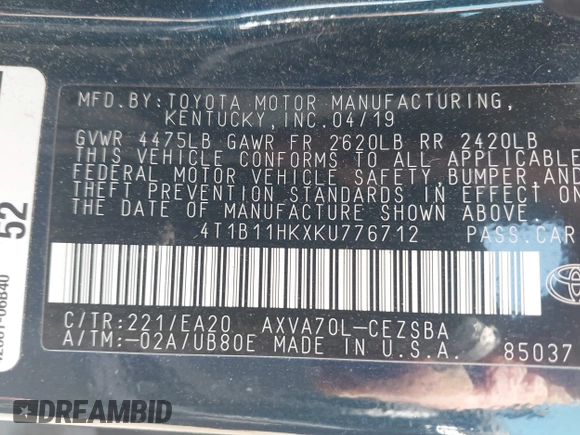 MFD.BY:TOYOTA MOTOR MANUFACTURING,
KENTUCKY,INC.04/19
GVWR 4475LB GAWR FR 2620LB RR 2420LB
THIS VEHICLE CONFORMS TO ALL APPLICABLE
FEDERAL MOTOR VEHICLE SAFETY,BUMPER AND
THEFT PREVENTION STANDARDS IN EFFECT ON
THE DATE OF MANUFACTURE SHOWN ABOVE.
4T1B11HKXKU776712 PASS.CAR
C/TR:221/EA20 AXVA70L-CEZSBA
A/TM:-02A/UB80E MADE IN U.S.A. 85037
52
DREAMBID